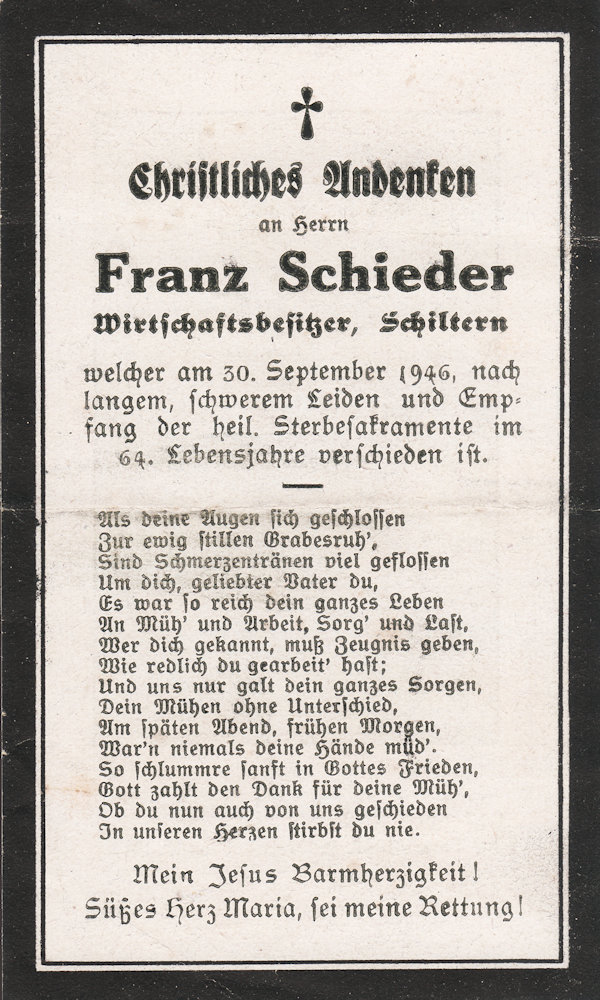 Christliches Andenken
an Herrn
Franz Schieder
Wirtschaftsbesitzer, Schiltern
welcher am 30. September 1946, nach
langem, schwerem Leiden und Emp-
fang der heil. Sterbesakramente im
64. Lebensjahre verschieden ist.
Als deine Augen sich geschlossen
Zur ewig stillen Grabesruh',
Sind Schmerzentränen viel geflossen
Um dich, geliebter Vater du,
Es war so reich dein ganzes Leben
An Müh' und Arbeit, Sorg' und Last,
Wer dich gekannt, muß Zeugnis geben,
Wie redlich du gearbeit' hast;
Und uns nur galt dein ganzes Sorgen,
Dein Mühen ohne Unterschied,
Am späten Abend, frühen Morgen,
War'n niemals deine Hände müd'.
So schlummre sanft in Gottes Frieden,
Gott zahlt den Dank für deine Müh',
Ob du nun auch von uns geschieden
In unseren Herzen stirbst du nie.
Mein Jesus Barmherzigkeit!
Süßes Herz Maria, sei meine Rettung!